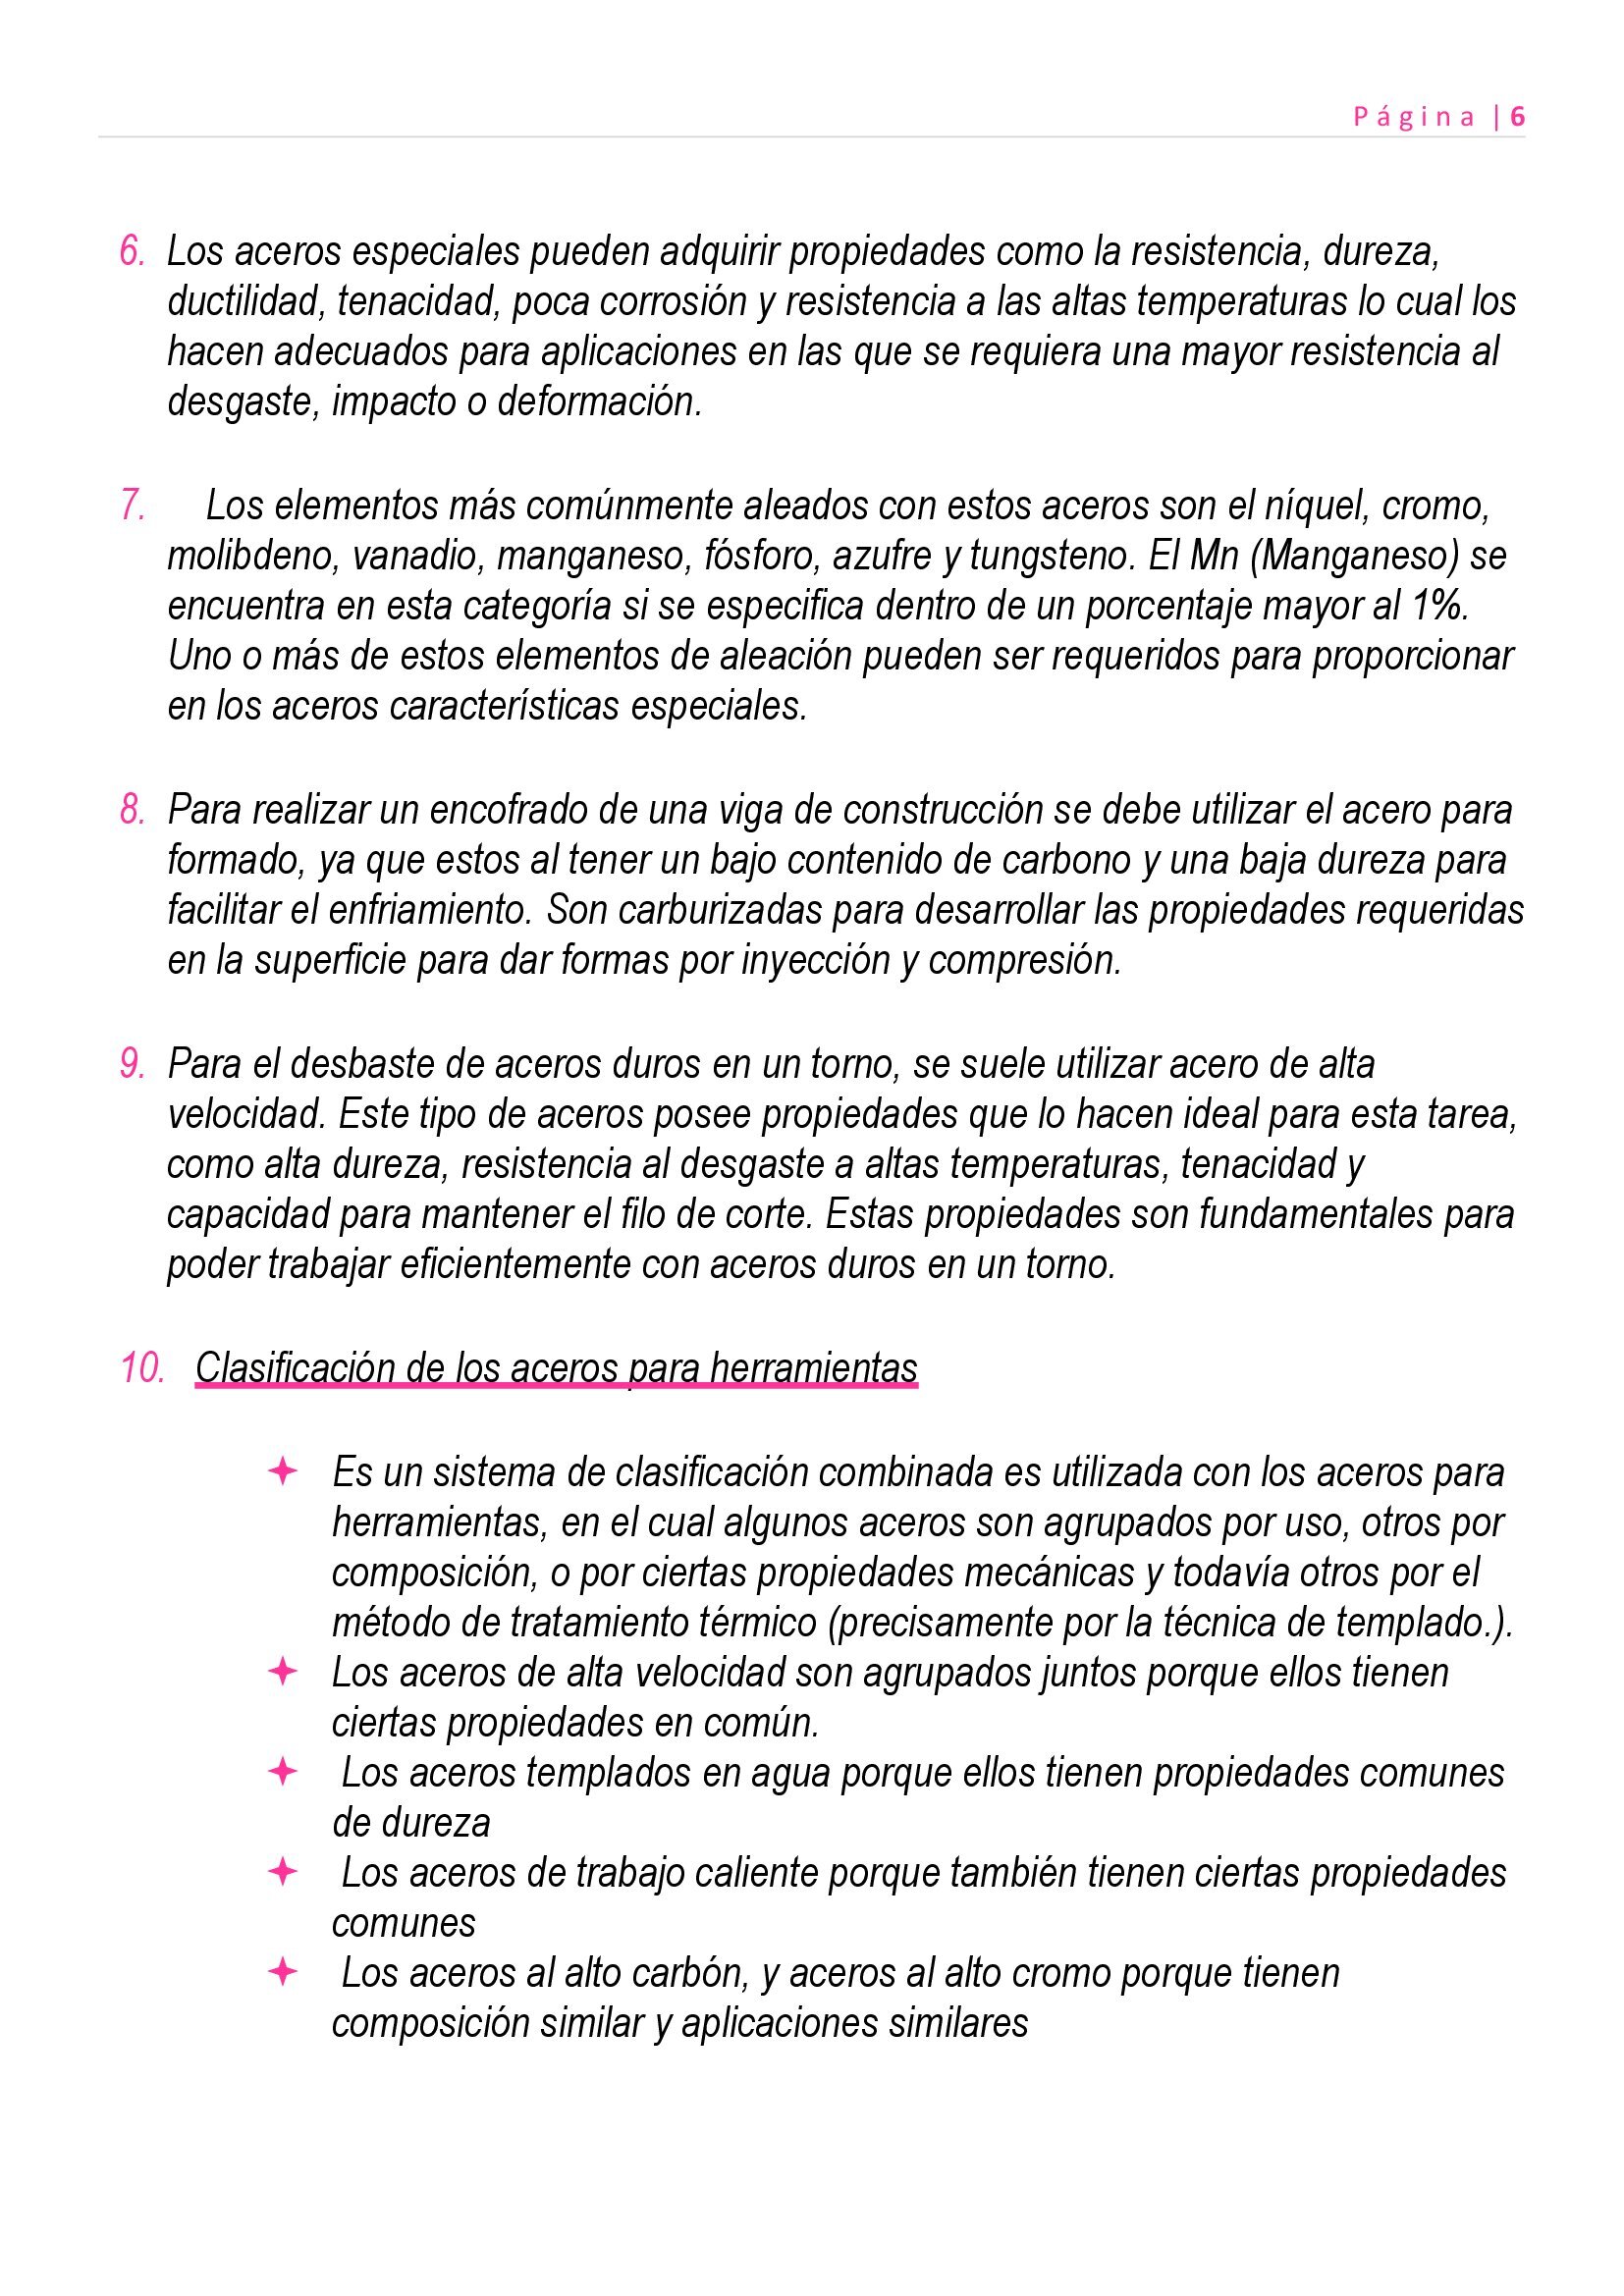 Página | 6
6. Los aceros especiales pueden adquirir propiedades como la resistencia, dureza,
ductilidad, tenacidad, poca corrosión y resistencia a las altas temperaturas lo cual los
hacen adecuados para aplicaciones en las que se requiera una mayor resistencia al
desgaste, impacto o deformación.
7. Los elementos más comúnmente aleados con estos aceros son el níquel, cromo,
molibdeno, vanadio, manganeso, fósforo, azufre y tungsteno. El Mn (Manganeso) se
encuentra en esta categoría si se especifica dentro de un porcentaje mayor al 1%.
Uno o más de estos elementos de aleación pueden ser requeridos para proporcionar
en los aceros características especiales.
8. Para realizar un encofrado de una viga de construcción se debe utilizar el acero para
formado, ya que estos al tener un bajo contenido de carbono y una baja dureza para
facilitar el enfriamiento. Son carburizadas para desarrollar las propiedades requeridas
en la superficie para dar formas por inyección y compresión.
9. Para el desbaste de aceros duros en un torno, se suele utilizar acero de alta
velocidad. Este tipo de aceros posee propiedades que lo hacen ideal para esta tarea,
como alta dureza, resistencia al desgaste a altas temperaturas, tenacidad y
capacidad para mantener el filo de corte. Estas propiedades son fundamentales para
poder trabajar eficientemente con aceros duros en un torno.
10. Clasificación de los aceros para herramientas
Es un sistema de clasificación combinada es utilizada con los aceros para
herramientas, en el cual algunos aceros son agrupados por uso, otros por
composición, o por ciertas propiedades mecánicas y todavía otros por el
método de tratamiento térmico (precisamente por la técnica de templado.).
Los aceros de alta velocidad son agrupados juntos porque ellos tienen
ciertas propiedades en común.
Los aceros templados en agua porque ellos tienen propiedades comunes
de dureza
Los aceros de trabajo caliente porque también tienen ciertas propiedades
comunes
Los aceros al alto carbón, y aceros al alto cromo porque tienen
composición similar y aplicaciones similares